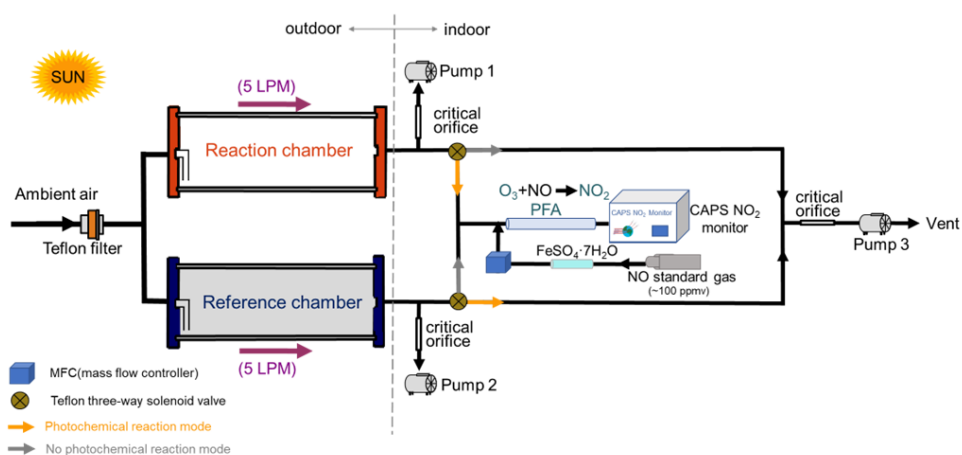 outdoor indoor
SUN
(5 LPM)
Pump 1
critical
orifice
Reaction chamber
Ambient air
Teflon filter
O₃+NO NO₂
PFA
CAPS NO₂ Monitor
CAPS NO₂
monitor
critical
orifice
Vent
Pump 3
FeSO₄·7H₂O
NO standard gas
(~100 ppmv)
Reference chamber
critical
orifice
(5 LPM)
Pump 2
MFC(mass flow controller)
Teflon three-way solenoid valve
Photochemical reaction mode
No photochemical reaction mode